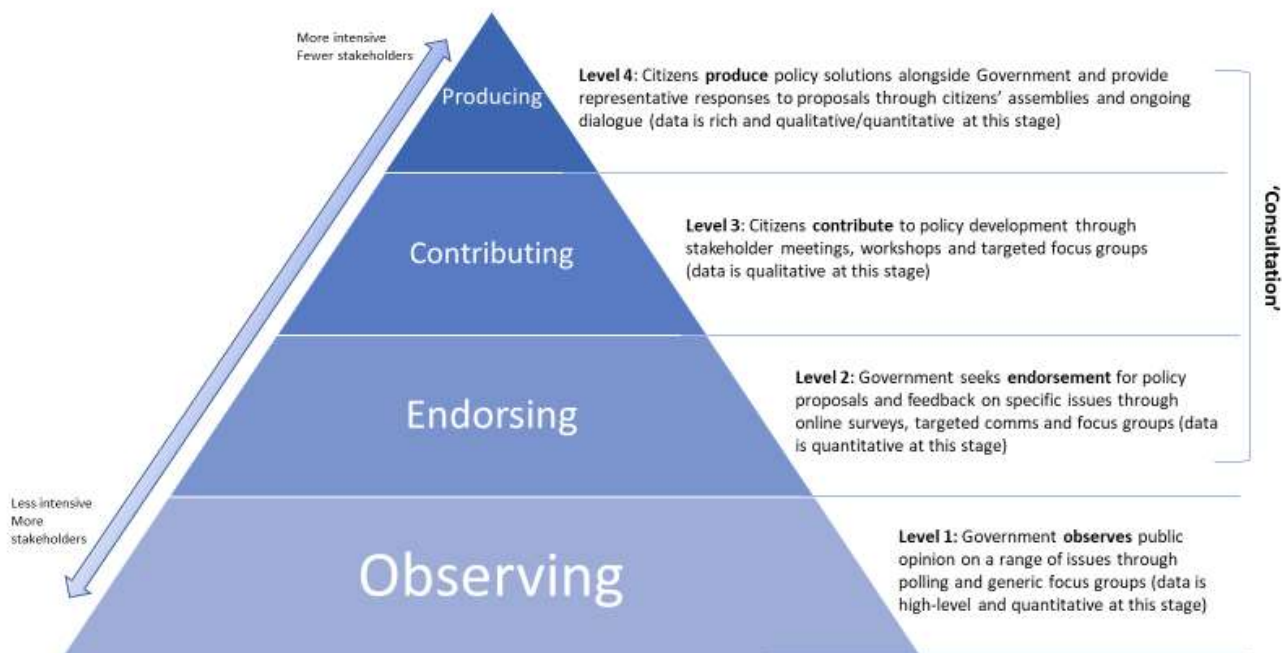 More intensive
Fewer stakeholders
Producing
Level 4: Citizens produce policy solutions alongside Government and provide
representative responses to proposals through citizens’ assemblies and ongoing
dialogue (data is rich and qualitative/quantitative at this stage)
Contributing
Level 3: Citizens contribute to policy development through
stakeholder meetings, workshops and targeted focus groups
(data is qualitative at this stage)
‘Consultation’
Endorsing
Level 2: Government seeks endorsement for policy
proposals and feedback on specific issues through
online surveys, targeted comms and focus groups (data
is quantitative at this stage)
Less intensive
More
stakeholders
Observing
Level 1: Government observes public
opinion on a range of issues through
polling and generic focus groups (data is
high-level and quantitative at this stage)